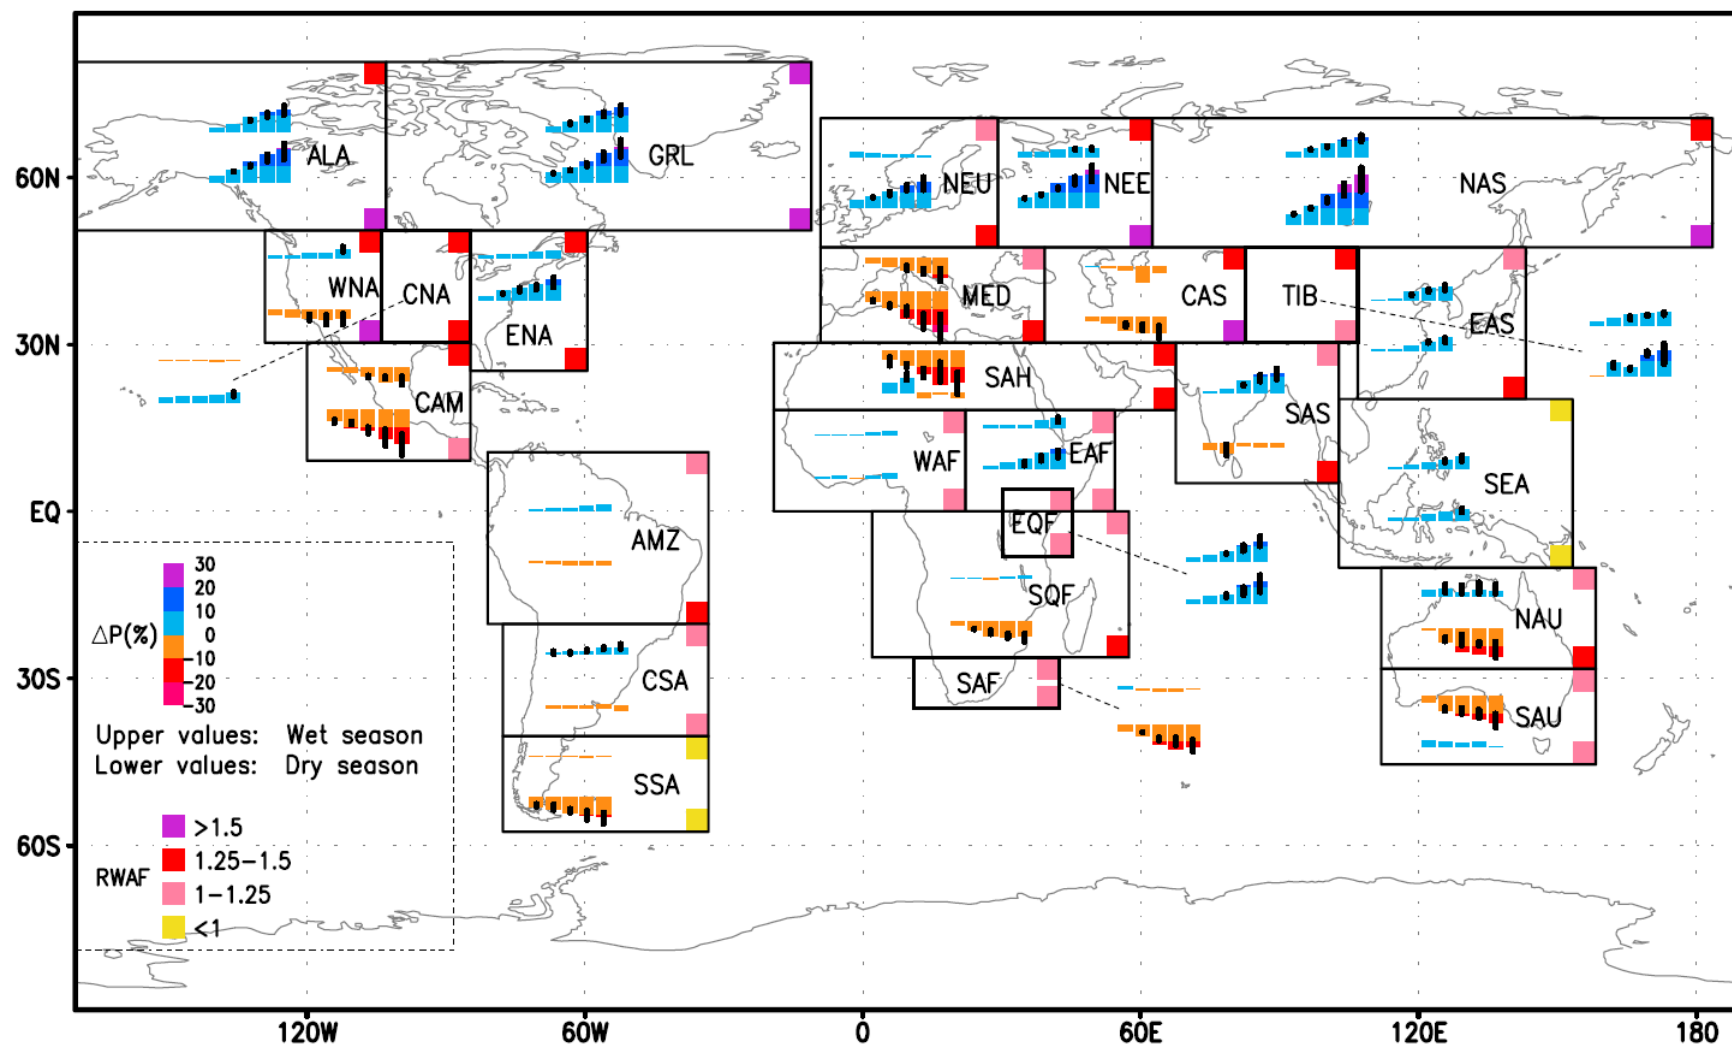 60N
30N
EQ
30S
60S
120W
60W
0
60E
120E
180
ALA
GRL
NEU
NEE
NAS
WNA
CNA
ENA
MED
CAS
TIB
EAS
CAM
SAH
SAS
WAF
EAF
SEA
AMZ
EQF
SQF
NAU
CSA
SAF
SAU
SSA
ΔP(%)
30
20
10
0
−10
−20
−30
Upper values: Wet season
Lower values: Dry season
RWAF
>1.5
1.25−1.5
1−1.25
<1